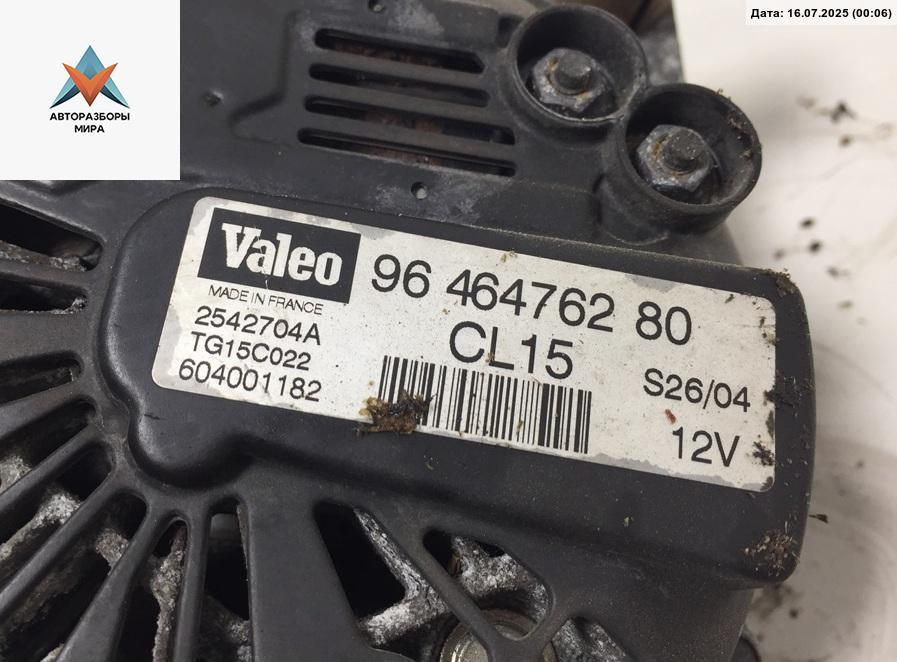 Дата: 16.07.2025 (00:06)
АВТОРАЗБОРЫ
МИРА
Valeo
MADE IN FRANCE
2542704A
TG15C022
604001182
96 464762 80
CL15
S26/04
12V